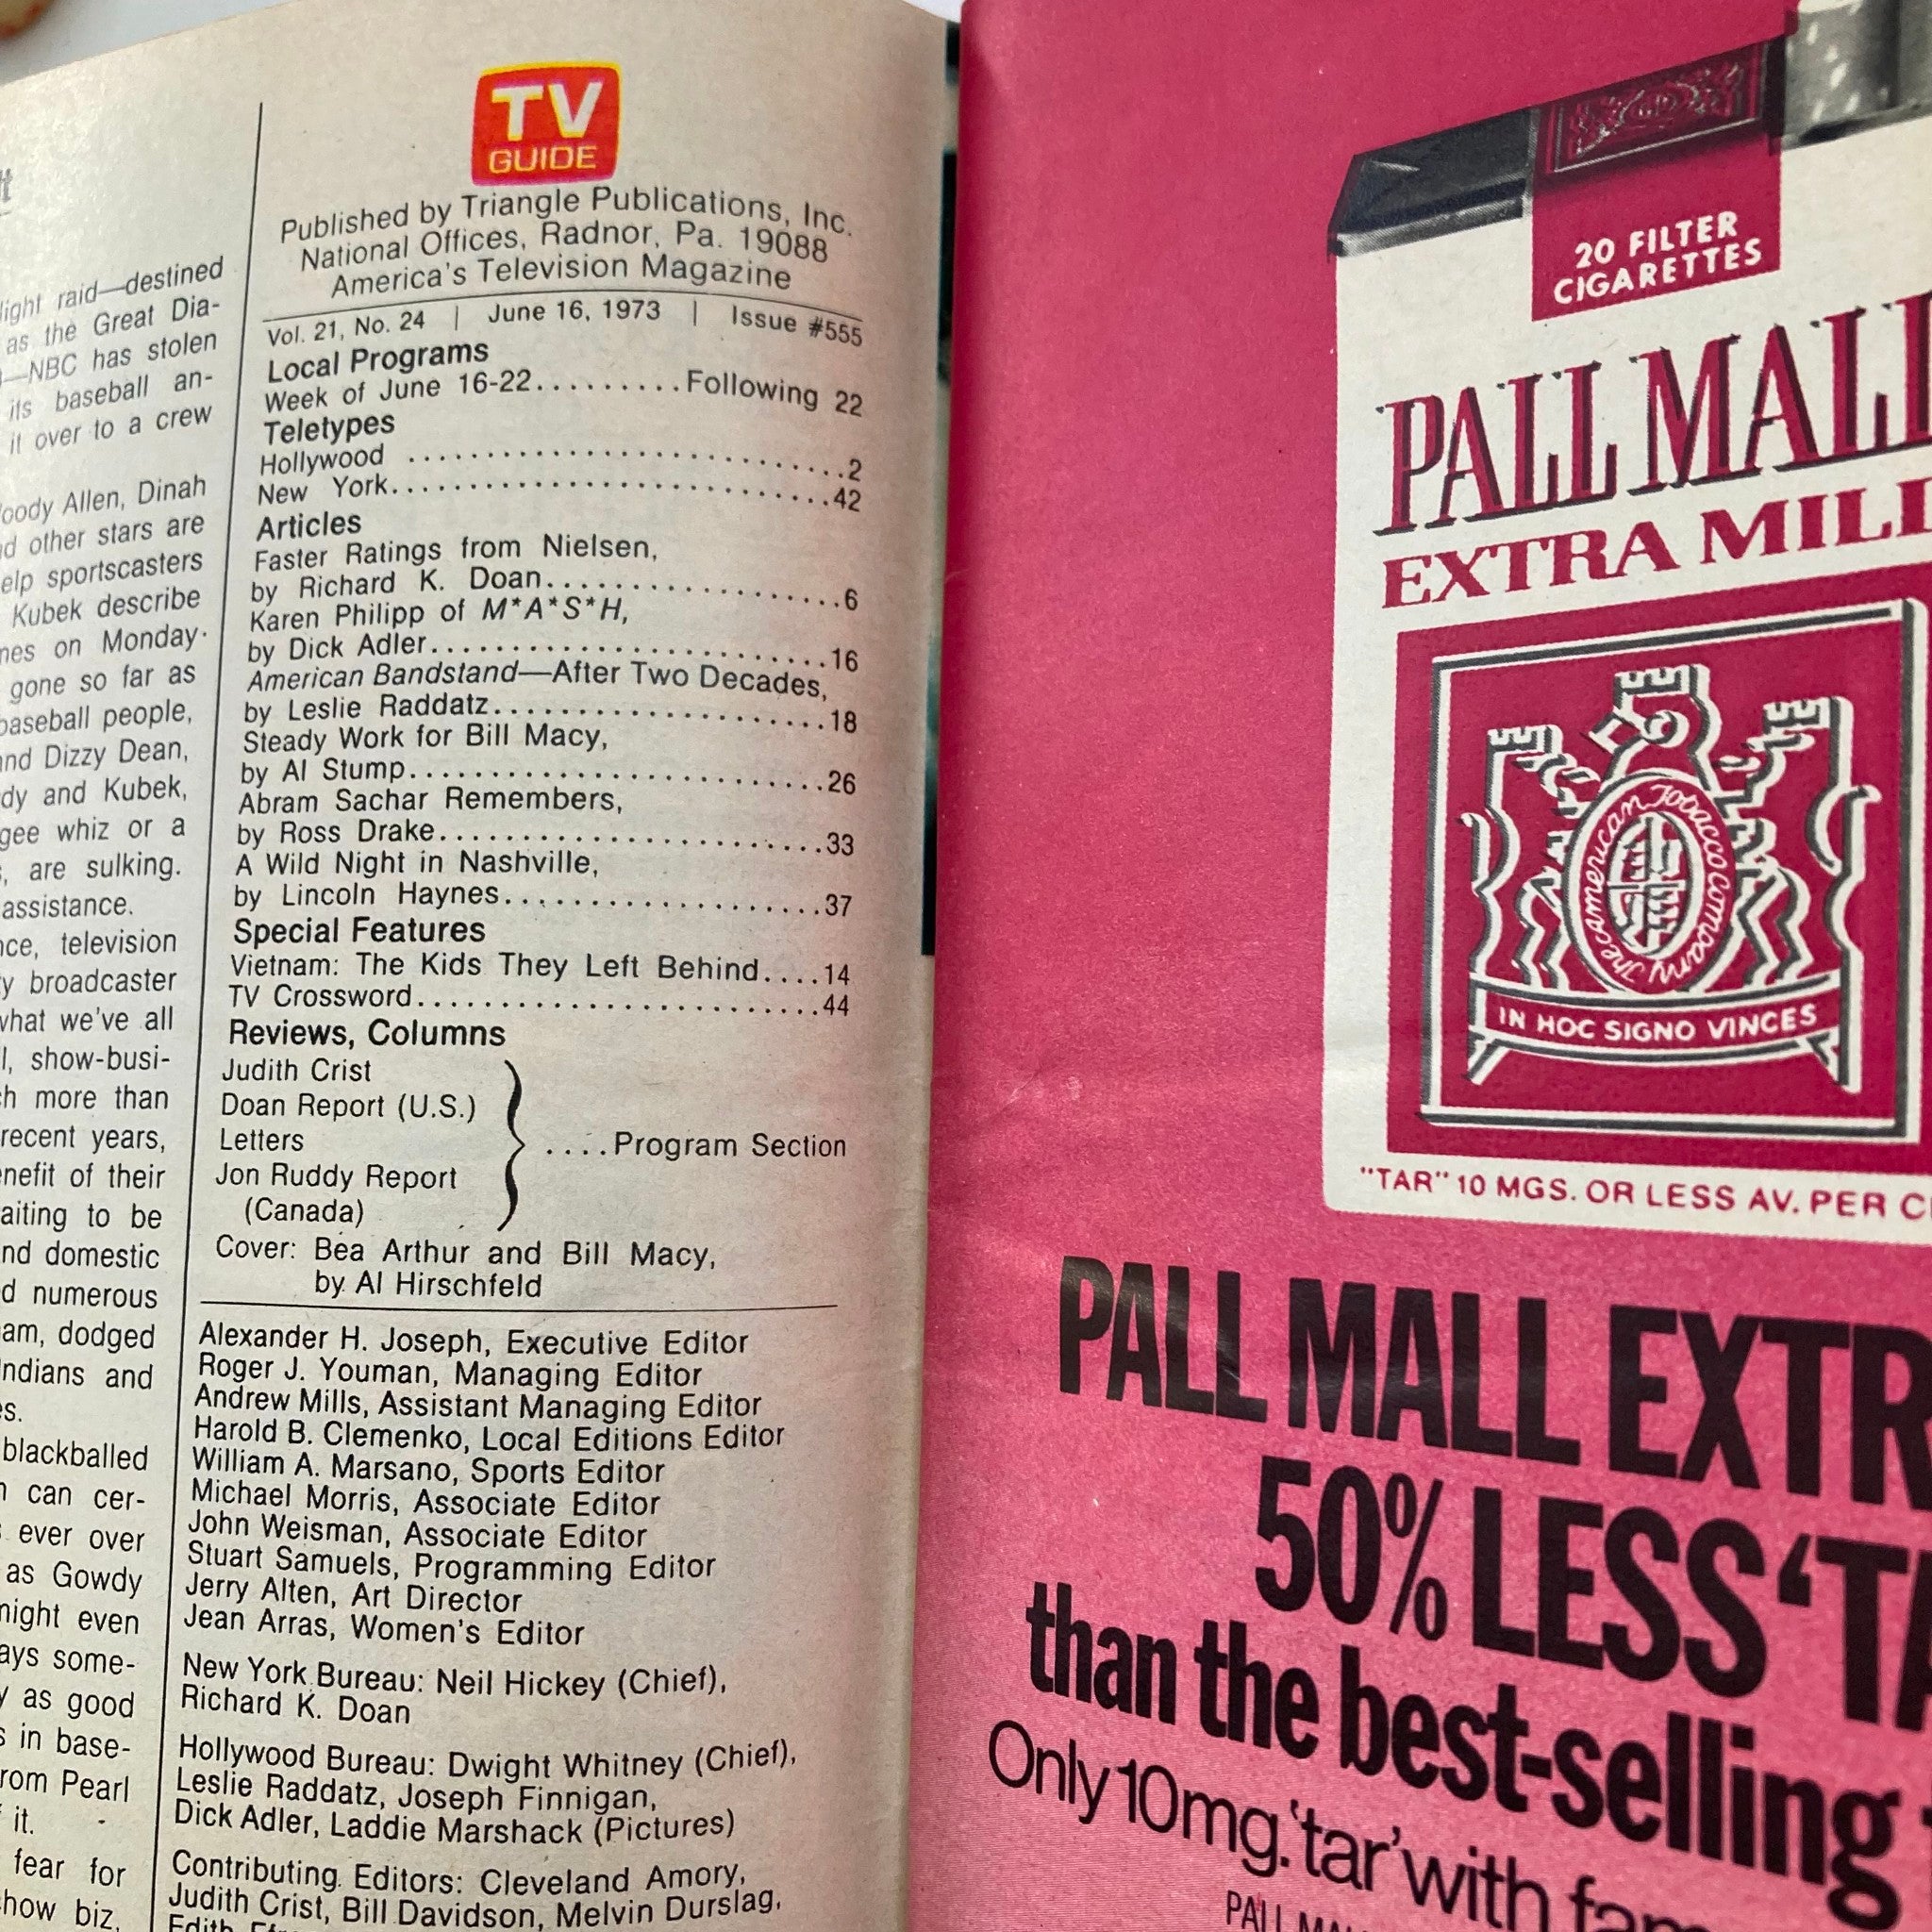 light raid—destined
as the Great Dia-
—NBC has stolen
its baseball an-
it over to a crew
Woody Allen, Dinah
other stars are
sportscasters
Kubek describe
on Monday
gone so far as
baseball people,
and Dizzy Dean,
and Kubek,
gee whiz or a
are sulking.
assistance.
television
broadcaster
what we've all
show-busi-
more than
recent years,
of their
to be
and domestic
numerous
dodged
Indians and
blackballed
can cer-
ever over
as Gowdy
might even
some-
as good
in base-
from Pearl
it.
fear for
show biz,
TV
GUIDE
Published by Triangle Publications, Inc.
National Offices, Radnor, Pa. 19088
America's Television Magazine
Vol. 21, No. 24 | June 16, 1973 | Issue #555
Local Programs
Week of June 16-22.........Following 22
Teletypes
Hollywood ............................2
New York............................42
Articles
Faster Ratings from Nielsen,
by Richard K. Doan...................6
Karen Philipp of M*A*S*H,
by Dick Adler........................16
American Bandstand—After Two Decades,
by Leslie Raddatz....................18
Steady Work for Bill Macy,
by Al Stump..........................26
Abram Sachar Remembers,
by Ross Drake........................33
A Wild Night in Nashville,
by Lincoln Haynes....................37
Special Features
Vietnam: The Kids They Left Behind....14
TV Crossword.........................44
Reviews, Columns
Judith Crist
Doan Report (U.S.)
Letters
Jon Ruddy Report
(Canada)
....Program Section
Cover: Bea Arthur and Bill Macy,
by Al Hirschfeld
Alexander H. Joseph, Executive Editor
Roger J. Youman, Managing Editor
Andrew Mills, Assistant Managing Editor
Harold B. Clemenko, Local Editions Editor
William A. Marsano, Sports Editor
Michael Morris, Associate Editor
John Weisman, Associate Editor
Stuart Samuels, Programming Editor
Jerry Alten, Art Director
Jean Arras, Women's Editor
New York Bureau: Neil Hickey (Chief),
Richard K. Doan
Hollywood Bureau: Dwight Whitney (Chief),
Leslie Raddatz, Joseph Finnigan,
Dick Adler, Laddie Marshack (Pictures)
Contributing Editors: Cleveland Amory,
Judith Crist, Bill Davidson, Melvin Durslag,
Edith
20 FILTER
CIGARETTES
PALL MALL
EXTRA MIL
The American Tobacco Company
IN HOC SIGNO VINCES
"TAR" 10 MGS. OR LESS AV. PER
PALL MALL EXTR
50% LESS 'TA
than the best-selling
Only 10mg. 'tar' with
PALL